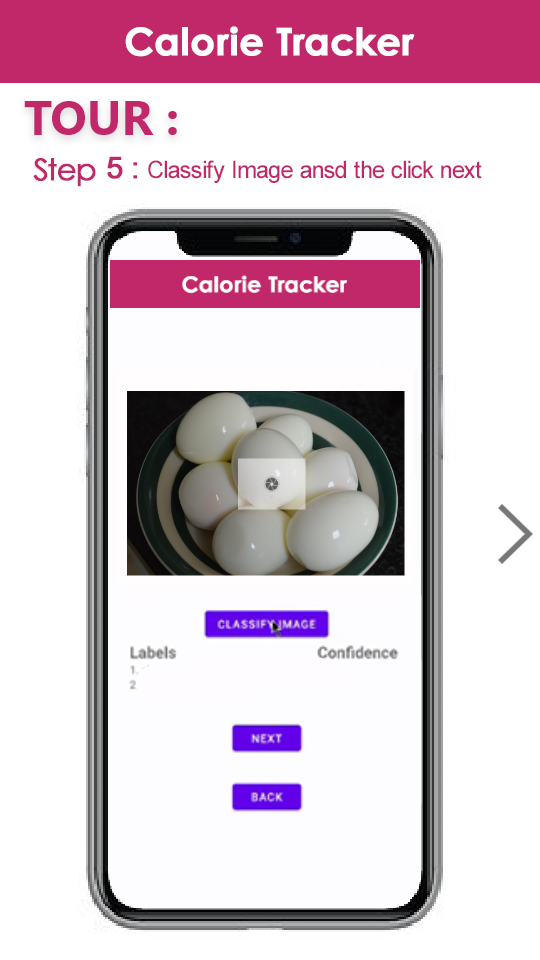 Calorie Tracker
TOUR :
Step 5 : Classify Image ansd the click next
Calorie Tracker
CLASSIFY IMAGE
Labels Confidence
1.
2
NEXT
BACK